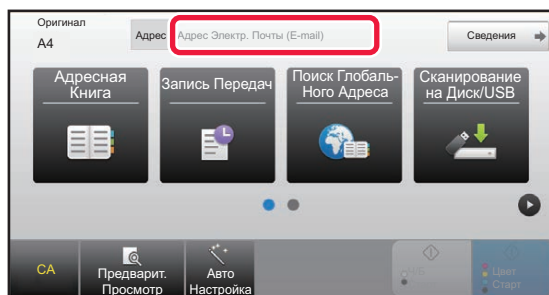 Оригинал
A4
Адрес
Адрес Электр. Почты (E-mail)
Сведения
Адресная
Книга
Запись Передач
Поиск Глобаль-
Ного Адреса
Сканирование
на Диск/USB
CA
Предварит.
Просмотр
Авто
Настройка
Ч/Б
Старт
Цвет
Старт